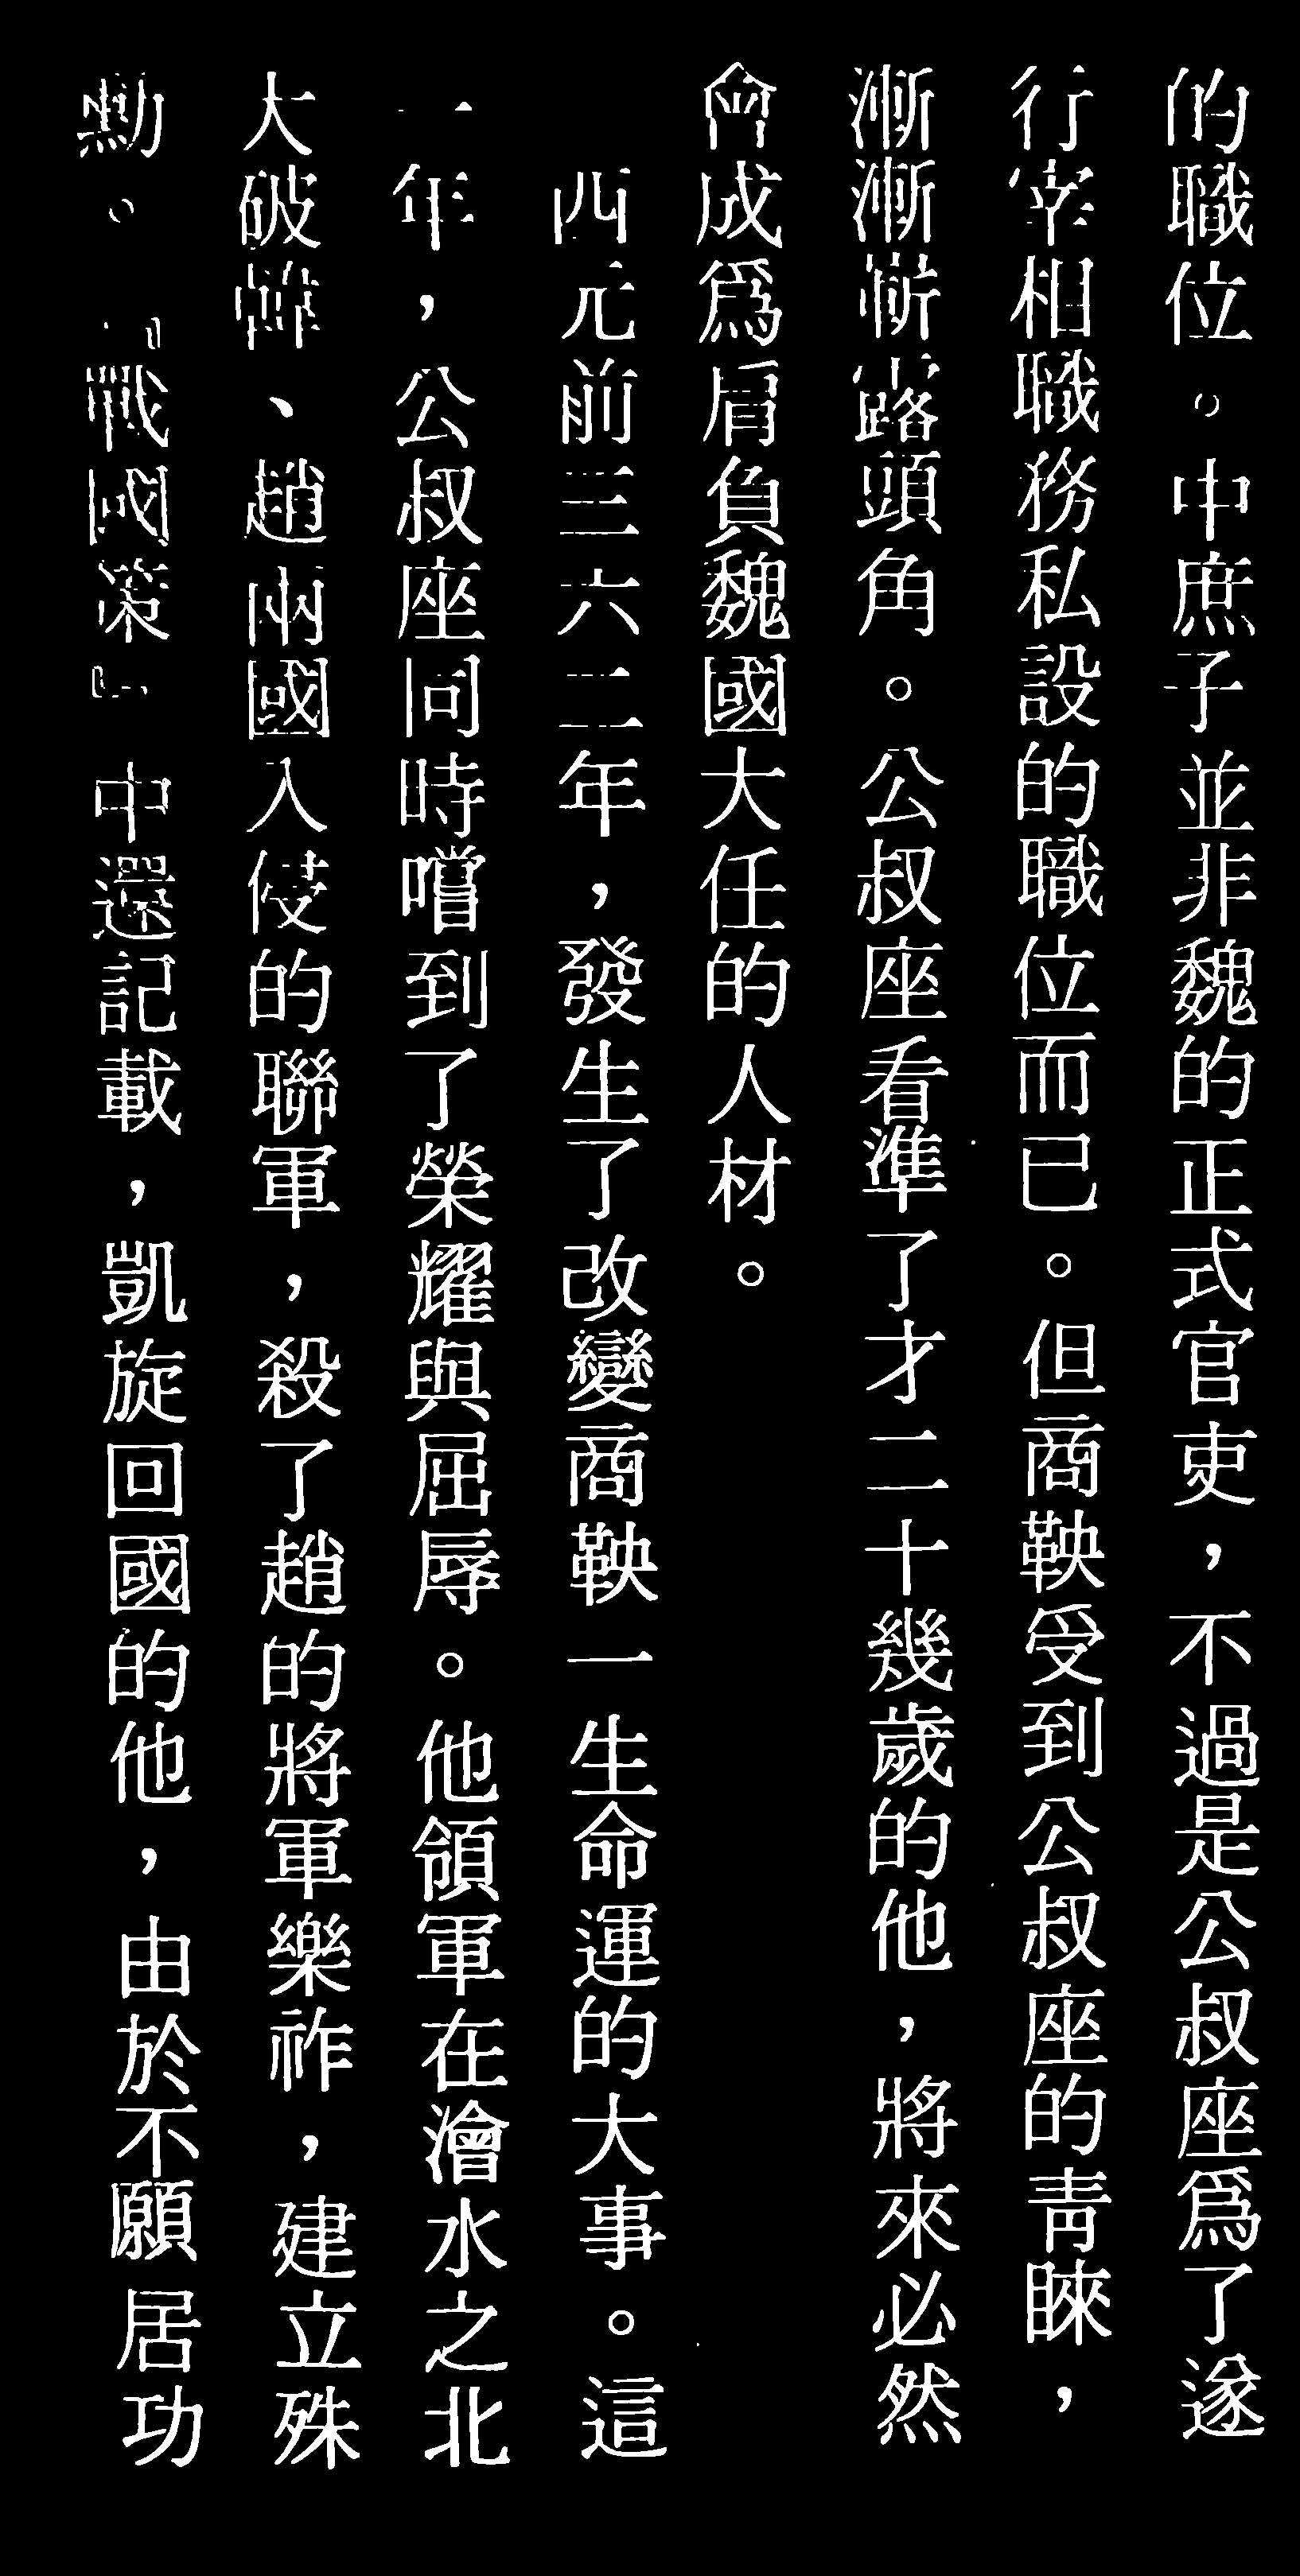 的職位。中庶子並非魏的正式官吏，不過是公叔座爲了遂
行宰相職務私設的職位而已。但商鞅受到公叔座的靑睞，
漸漸嶄露頭角。公叔座看準了才二十幾歲的他，將來必然
會成爲肩負魏國大任的人材。
西元前三六二年，發生了改變商鞅一生命運的大事。這
一年，公叔座同時嚐到了榮耀與屈辱。他領軍在澮水之北
大破韓、趙兩國入侵的聯軍，殺了趙的將軍樂祚，建立殊
勳。『戰國策』中還記載，凱旋回國的他，由於不願居功